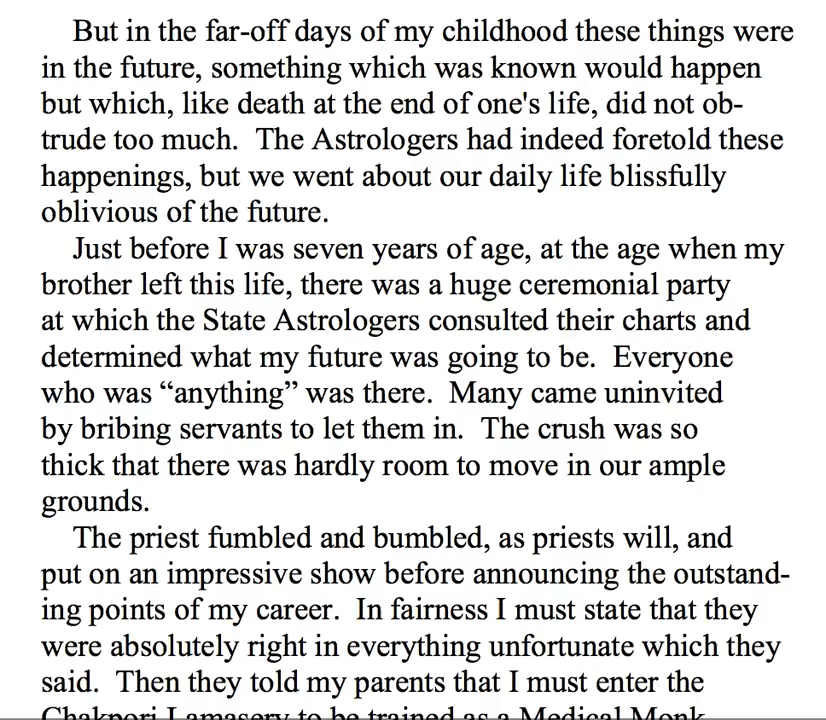 But in the far-off days of my childhood these things were
in the future, something which was known would happen
but which, like death at the end of one's life, did not ob-
trude too much.  The Astrologers had indeed foretold these
happenings, but we went about our daily life blissfully
oblivious of the future.
Just before I was seven years of age, at the age when my
brother left this life, there was a huge ceremonial party
at which the State Astrologers consulted their charts and
determined what my future was going to be.  Everyone
who was “anything” was there.  Many came uninvited
by bribing servants to let them in.  The crush was so
thick that there was hardly room to move in our ample
grounds.
The priest fumbled and bumbled, as priests will, and
put on an impressive show before announcing the outstand-
ing points of my career.  In fairness I must state that they
were absolutely right in everything unfortunate which they
said.  Then they told my parents that I must enter the
Chakpori Lamasery to be trained as a Medical Monk